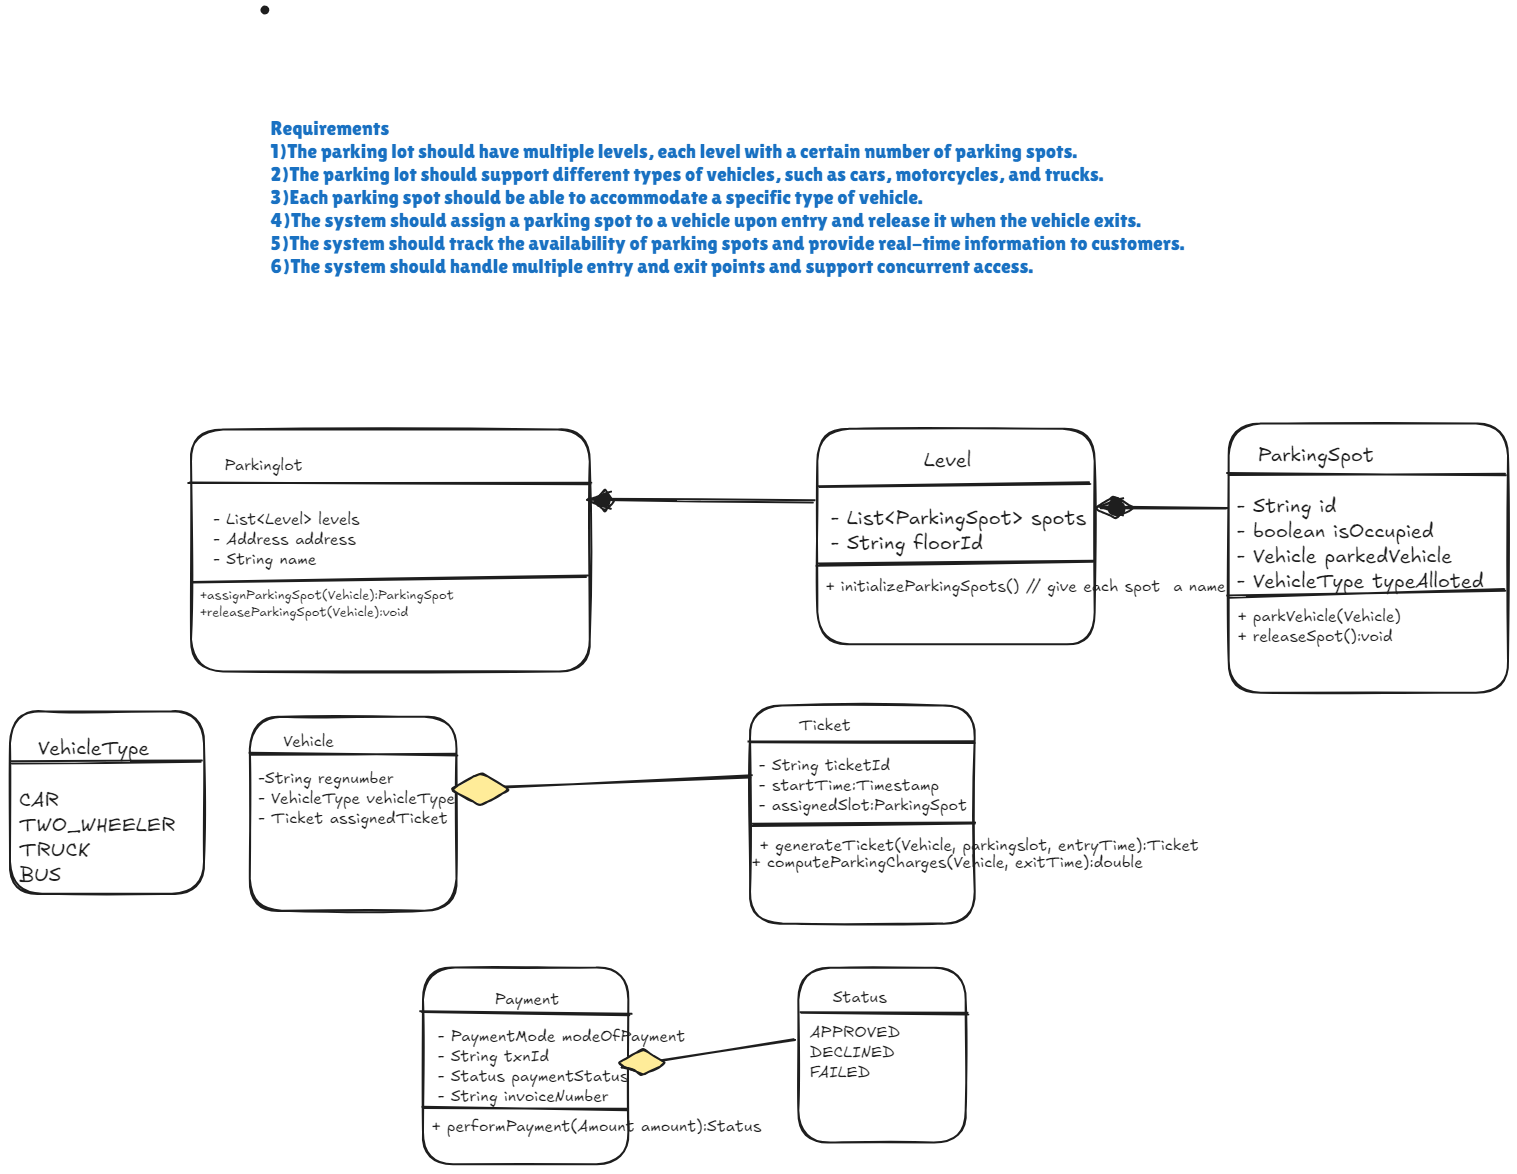 Requirements
1)The parking lot should have multiple levels, each level with a certain number of parking spots.
2)The parking lot should support different types of vehicles, such as cars, motorcycles, and trucks.
3)Each parking spot should be able to accommodate a specific type of vehicle.
4)The system should assign a parking spot to a vehicle upon entry and release it when the vehicle exits.
5)The system should track the availability of parking spots and provide real-time information to customers.
6)The system should handle multiple entry and exit points and support concurrent access.
Parkinglot
- List<Level> levels
- Address address
- String name
+assignParkingSpot(Vehicle):ParkingSpot
+releaseParkingSpot(Vehicle):void
Level
- List<ParkingSpot> spots
- String floorId
+ initializeParkingSpots() // give each spot a name
ParkingSpot
- String id
- boolean isOccupied
- Vehicle parkedVehicle
- VehicleType typeAlloted
+ parkVehicle(Vehicle)
+ releaseSpot():void
VehicleType
CAR
TWO_WHEELER
TRUCK
BUS
Vehicle
-String regnumber
- VehicleType vehicleType
- Ticket assignedTicket
Ticket
- String ticketId
- startTime:Timestamp
- assignedSlot:ParkingSpot
+ generateTicket(Vehicle, parkingslot, entryTime):Ticket
+ computeParkingCharges(Vehicle, exitTime):double
Payment
- PaymentMode modeOfPayment
- String txnId
- Status paymentStatus
- String invoiceNumber
+ performPayment(Amount amount):Status
Status
APPROVED
DECLINED
FAILED